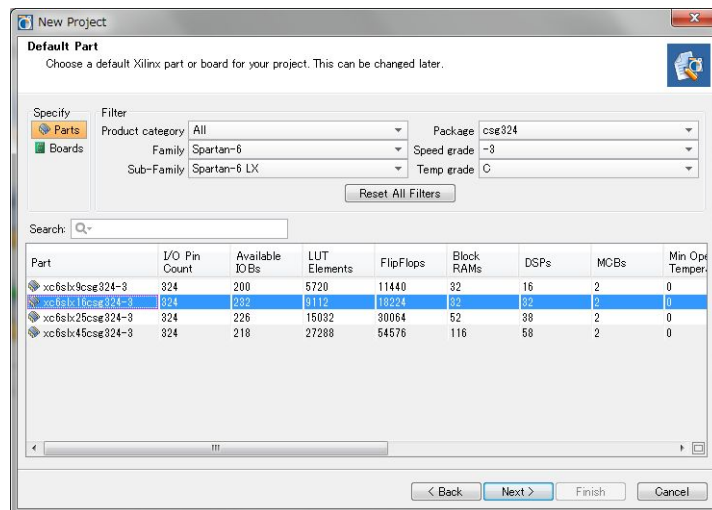 New Project
Default Part
Choose a default Xilinx part or board for your project. This can be changed later.
Specify
Parts
Boards
Filter
Product category All
Package csg324
Family Spartan-6
Speed grade -3
Sub-Family Spartan-6 LX
Temp grade C
Reset All Filters
Search:
Part I/O Pin Count Available IOBs LUT Elements FlipFlops Block RAMs DSPs MCBs Min Ope Temper
xc6slx9csg324-3 324 200 5720 11440 32 16 2 0
xc6slx16csg324-3 324 232 9112 18224 32 32 2 0
xc6slx25csg324-3 324 226 15032 30064 52 38 2 0
xc6slx45csg324-3 324 218 27288 54576 116 58 2 0
< Back Next > Finish Cancel